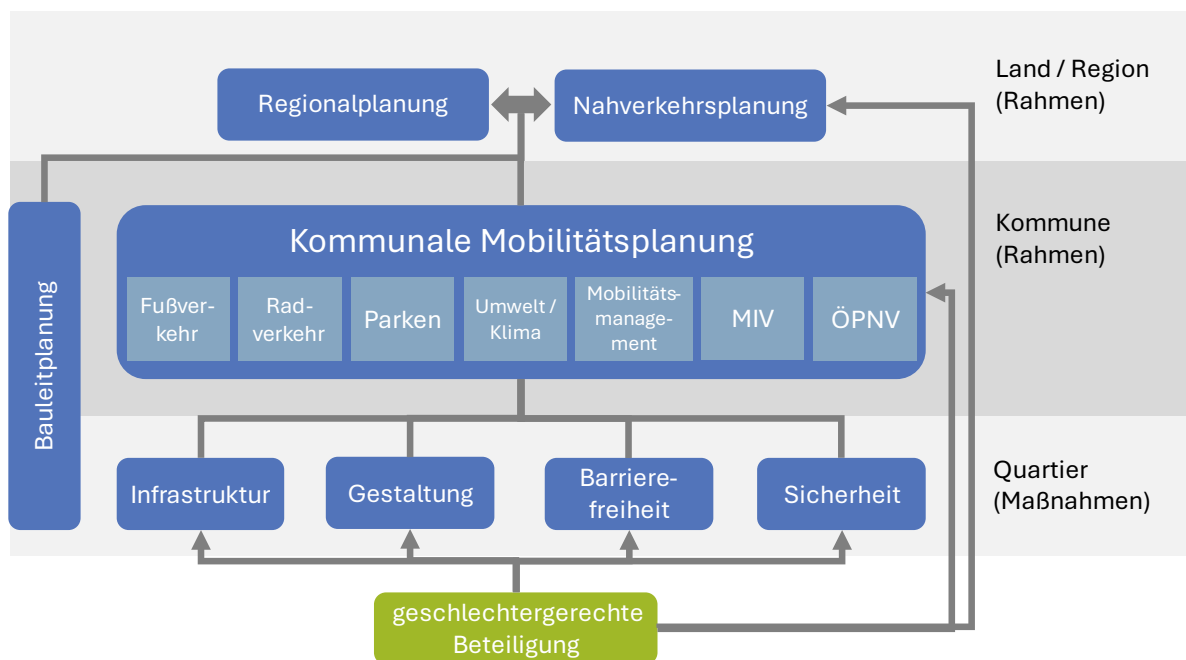 Regionalplanung
Nahverkehrsplanung
Land / Region
(Rahmen)
Bauleitplanung
Kommunale Mobilitätsplanung
Fußver-
kehr
Rad-
verkehr
Parken
Umwelt /
Klima
Mobilitäts-
manage-
ment
MIV
ÖPNV
Kommune
(Rahmen)
Infrastruktur
Gestaltung
Barriere-
freiheit
Sicherheit
Quartier
(Maßnahmen)
geschlechtergerechte
Beteiligung